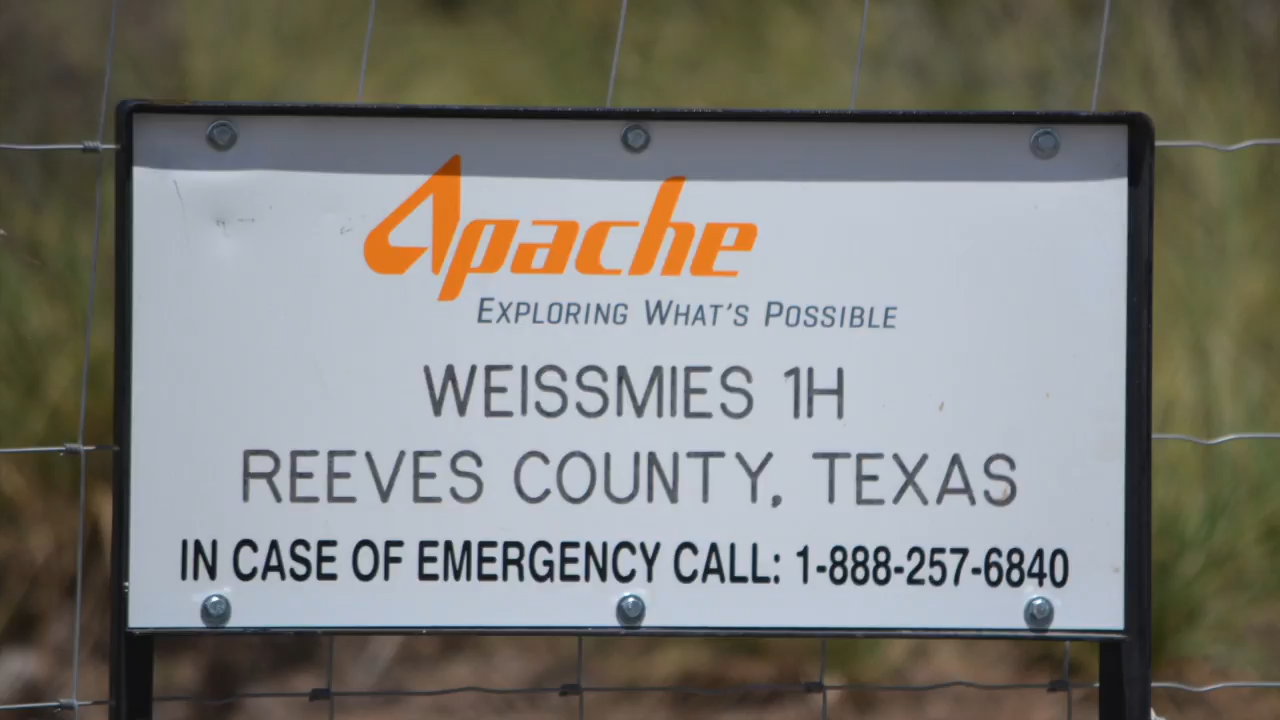 Apache
EXPLORING WHAT'S POSSIBLE
WEISSMIES 1H
REEVES COUNTY, TEXAS
IN CASE OF EMERGENCY CALL: 1-888-257-6840